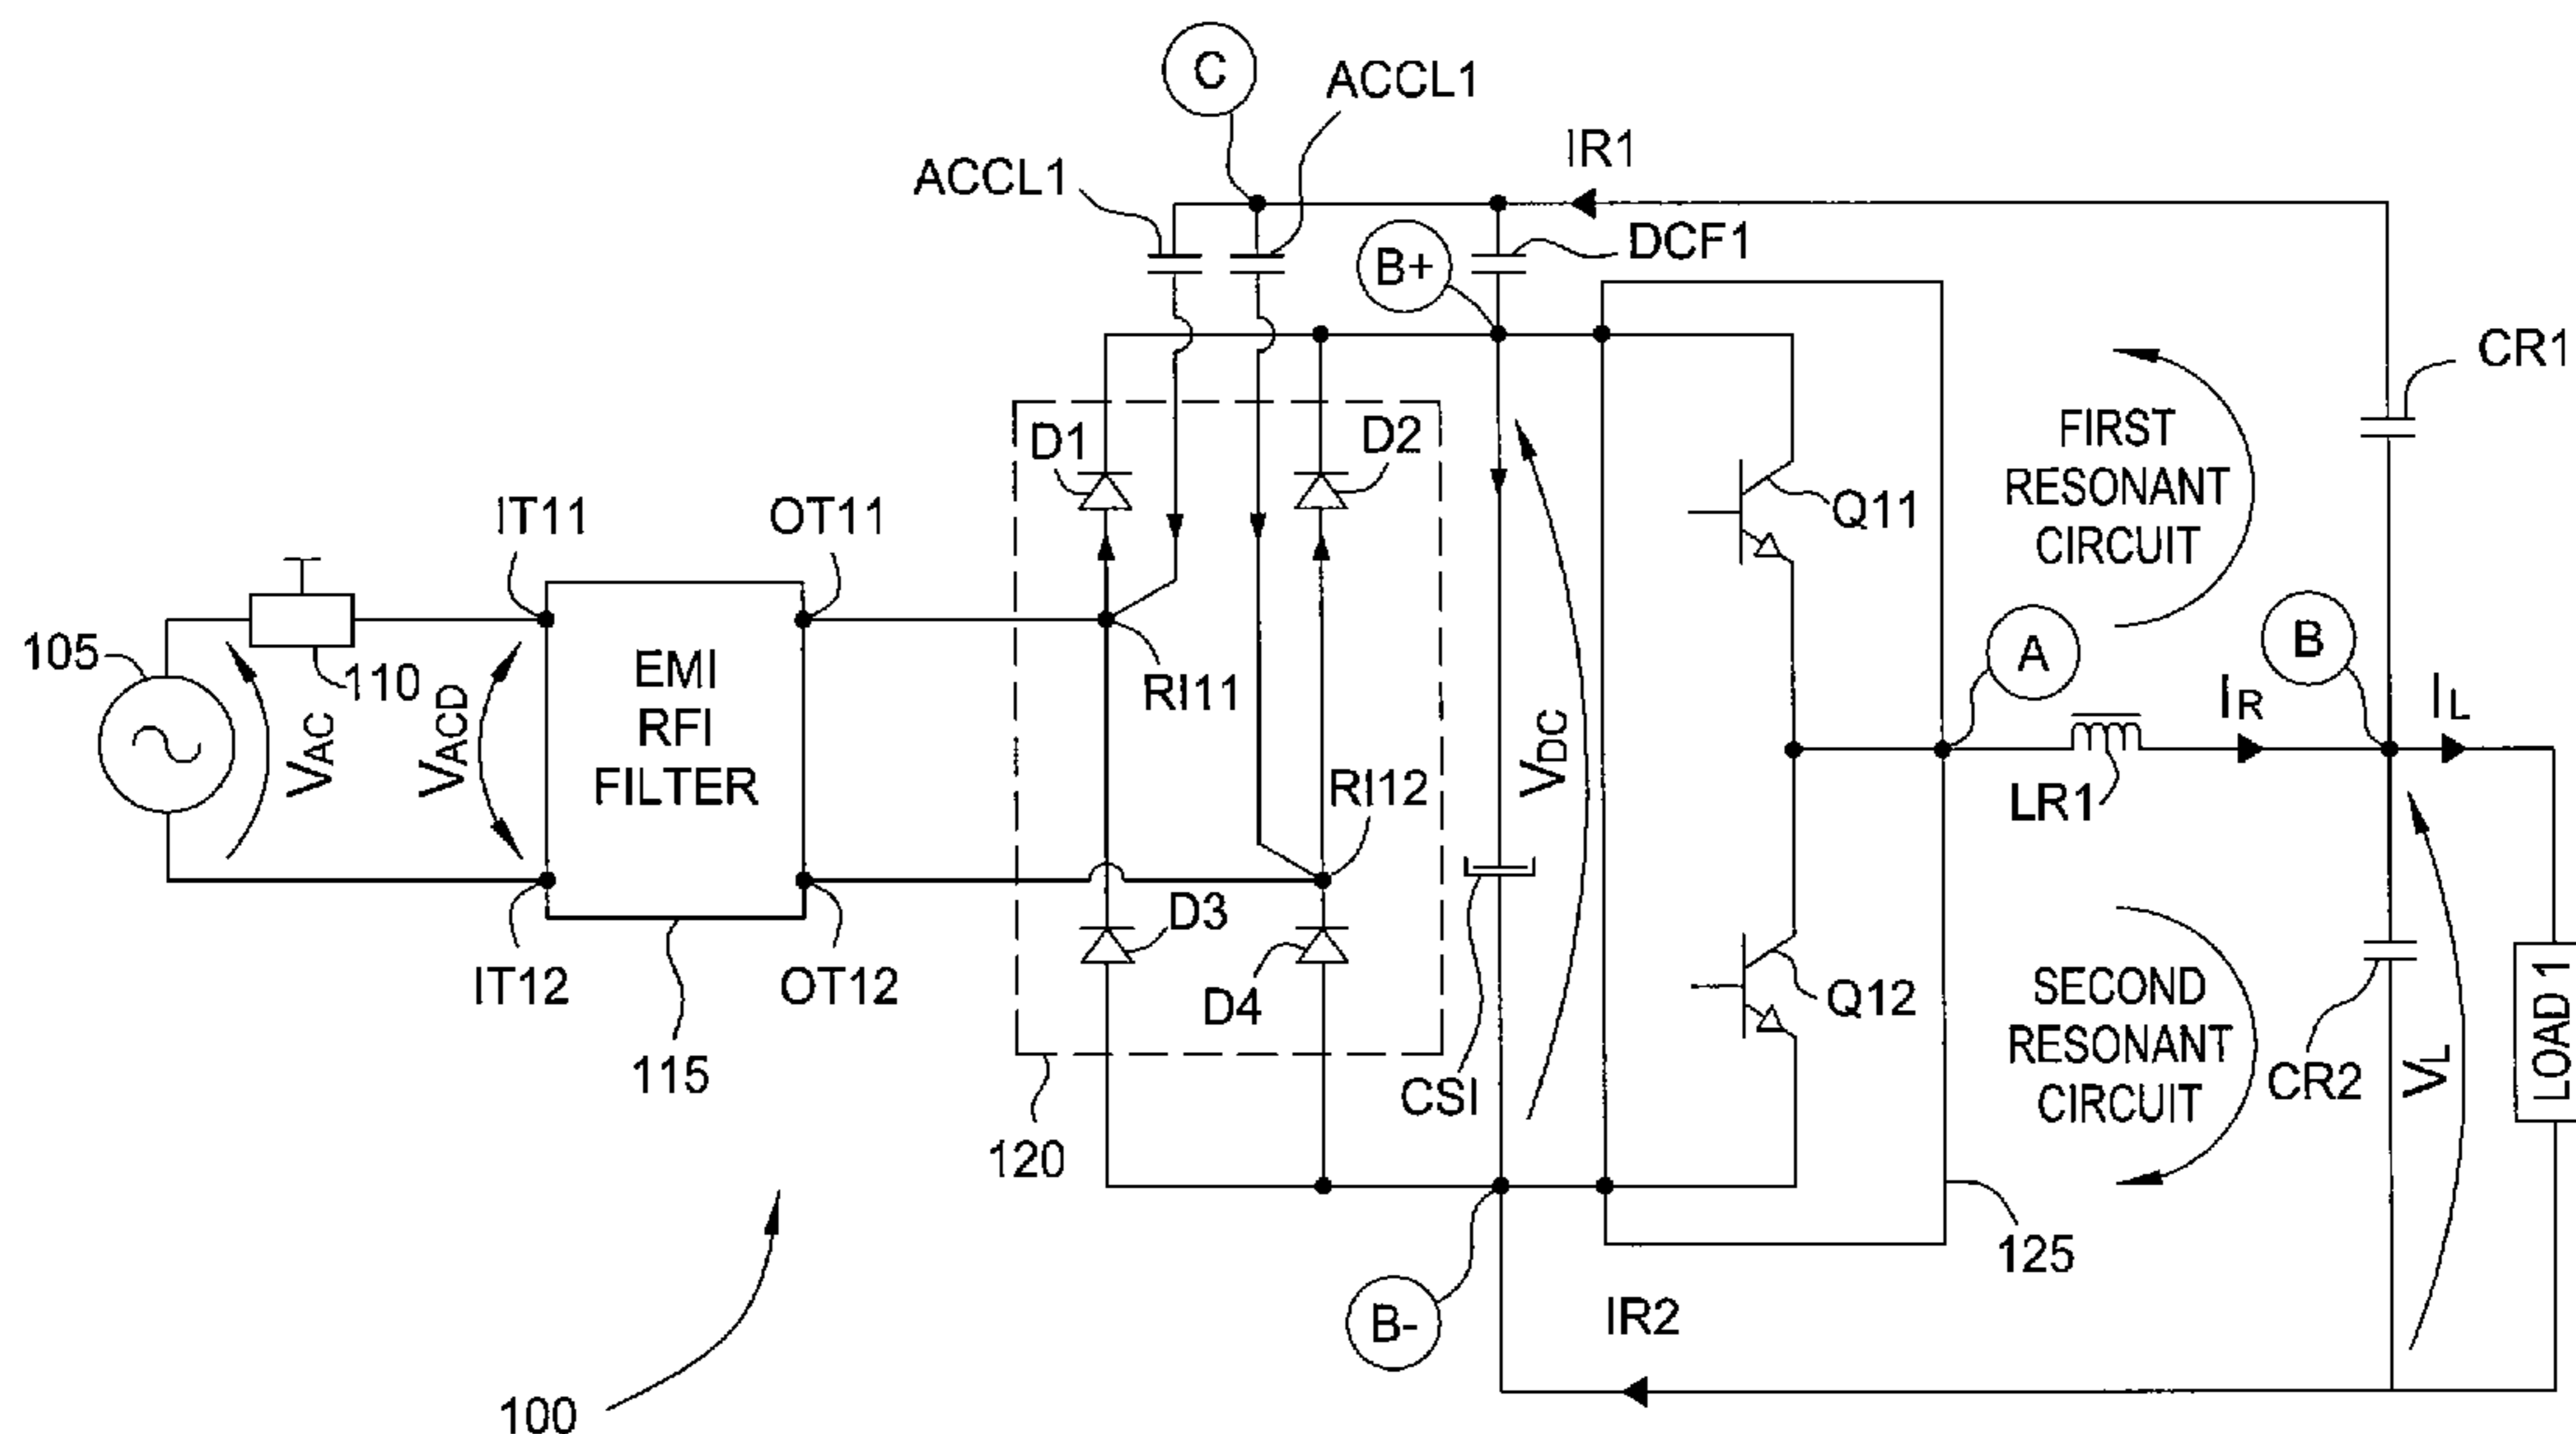 C
ACCL1
ACCL1
IR1
DCF1
B+
CR1
D1
D2
FIRST
RESONANT
CIRCUIT
IT11
OT11
Q11
105
110
VAC
VACD
EMI
RFI
FILTER
RI11
VDC
A
B
IR
IL
RI12
LR1
D3
IT12
OT12
D4
Q12
SECOND
RESONANT
CIRCUIT
CR2
VL
LOAD 1
115
CSI
120
125
B-
IR2
100